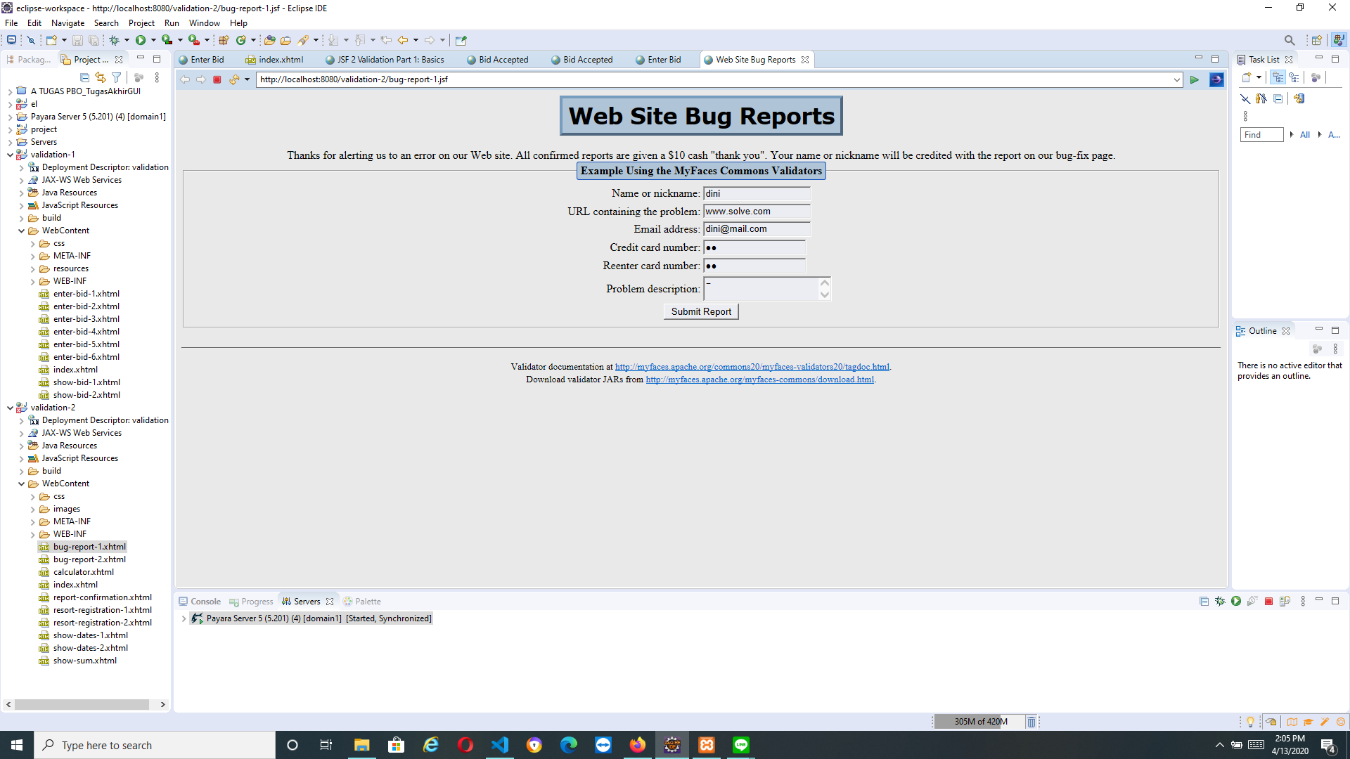 eclipse-workspace - http://localhost:8080/validation-2/bug-report-1.jsf - Eclipse IDE
File Edit Navigate Search Project Run Window Help
Packag... Project ...
A TUGAS PBO_TugasAkhirGUI
el
Payara Server 5 (5.201) (4) [domain1]
project
Servers
validation-1
Deployment Descriptor: validation
JAX-WS Web Services
Java Resources
JavaScript Resources
build
WebContent
css
META-INF
resources
WEB-INF
enter-bid-1.xhtml
enter-bid-2.xhtml
enter-bid-3.xhtml
enter-bid-4.xhtml
enter-bid-5.xhtml
enter-bid-6.xhtml
index.xhtml
show-bid-1.xhtml
show-bid-2.xhtml
validation-2
Deployment Descriptor: validation
JAX-WS Web Services
Java Resources
JavaScript Resources
build
WebContent
css
images
META-INF
WEB-INF
bug-report-1.xhtml
bug-report-2.xhtml
calculator.xhtml
index.xhtml
report-confirmation.xhtml
resort-registration-1.xhtml
resort-registration-2.xhtml
show-dates-1.xhtml
show-dates-2.xhtml
show-sum.xhtml
Enter Bid index.xhtml JSF 2 Validation Part 1: Basics Bid Accepted Bid Accepted Enter Bid Web Site Bug Reports
http://localhost:8080/validation-2/bug-report-1.jsf
Web Site Bug Reports
Thanks for alerting us to an error on our Web site. All confirmed reports are given a $10 cash "thank you". Your name or nickname will be credited with the report on our bug-fix page.
Example Using the MyFaces Commons Validators
Name or nickname: dini
URL containing the problem: www.solve.com
Email address: dini@mail.com
Credit card number: ●●
Reenter card number: ●●
Problem description: -
Submit Report
Validator documentation at http://myfaces.apache.org/commons20/myfaces-validators20/tagdoc.html.
Download validator JARs from http://myfaces.apache.org/myfaces-commons/download.html.
Console Progress Servers Palette
Payara Server 5 (5.201) (4) [domain1] [Started, Synchronized]
Task List
Find All A...
Outline
There is no active editor that
provides an outline.
305M of 420M
Type here to search
2:05 PM
4/13/2020
4